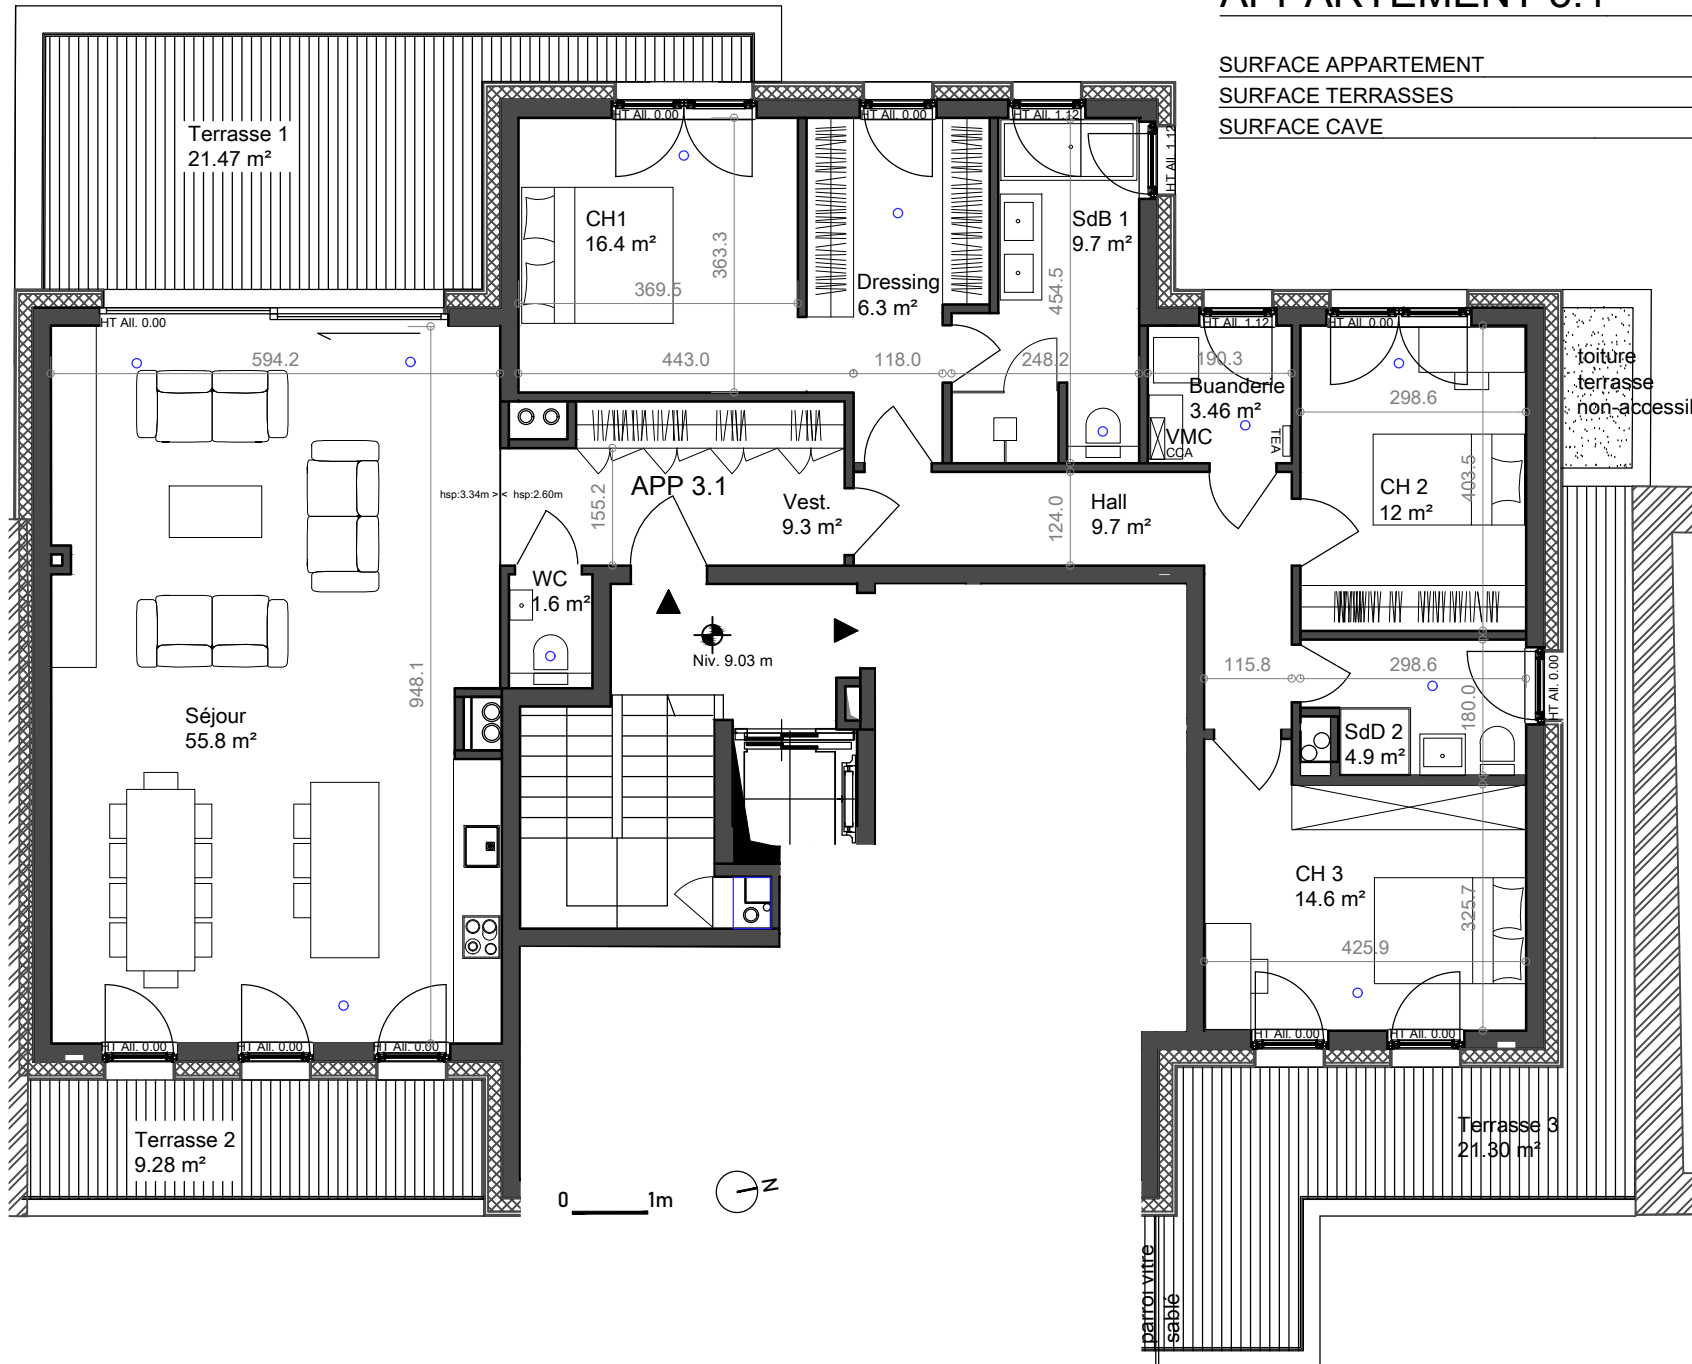 APPARTEMENT 3.1
SURFACE APPARTEMENT
SURFACE TERRASSES
SURFACE CAVE
Terrasse 1
21.47 m²
HT All. 0.00
HT All. 0.00
HT All. 1.12
HT All. 1.12
CH1
16.4 m²
363.3
369.5
443.0
Dressing
6.3 m²
118.0
SdB 1
9.7 m²
454.5
248.2
HT All. 0.00
594.2
HT All. 1.12
190.3
Buanderie
3.46 m²
VMC
CCA
TEA
HT All. 0.00
298.6
403.5
CH 2
12 m²
toiture
terrasse
non-accessil
hsp:3.34m > < hsp:2.60m
APP 3.1
155.2
Vest.
9.3 m²
124.0
Hall
9.7 m²
WC
1.6 m²
Niv. 9.03 m
948.1
Séjour
55.8 m²
115.8
298.6
180.0
HT All. 0.00
SdD 2
4.9 m²
CH 3
14.6 m²
325.7
425.9
HT All. 0.00
HT All. 0.00
HT All. 0.00
HT All. 0.00
HT All. 0.00
Terrasse 2
9.28 m²
Terrasse 3
21.30 m²
0 1m
N
parroi vitre
sablé